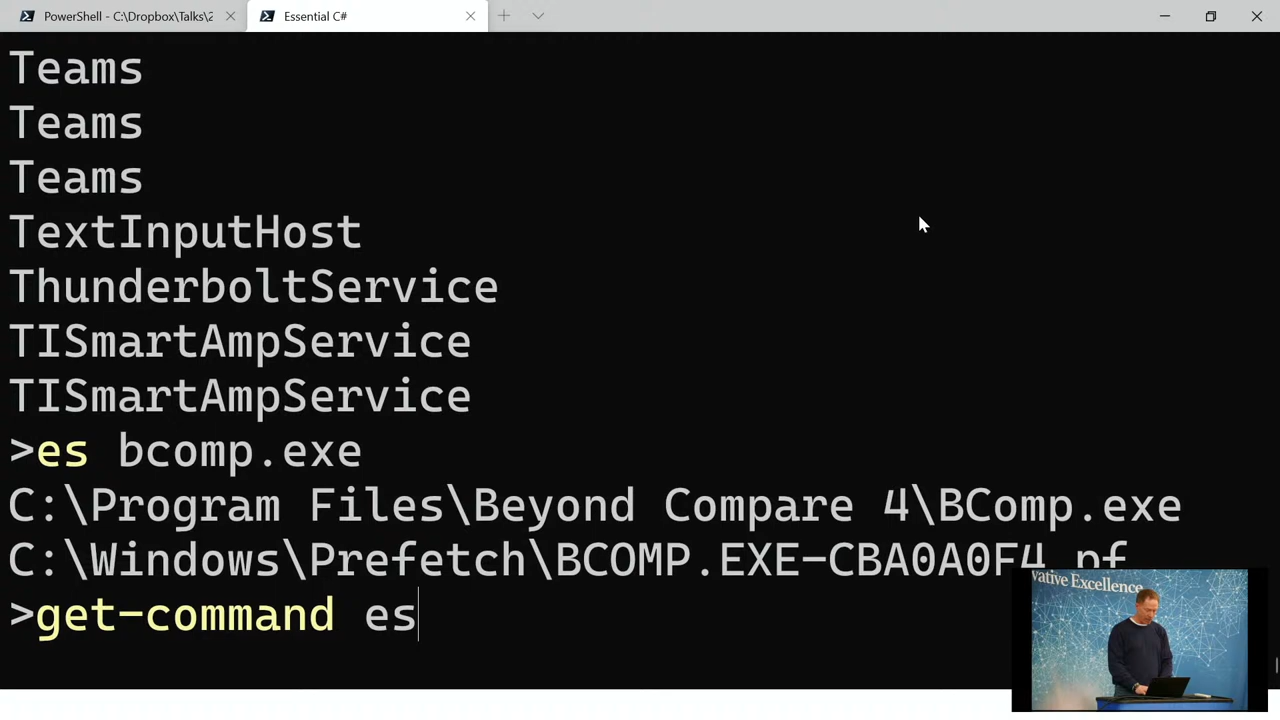 PowerShell - C:\Dropbox\Talks\2
Essential C#
Teams
Teams
Teams
TextInputHost
ThunderboltService
TISmartAmpService
TISmartAmpService
>es bcomp.exe
C:\Program Files\Beyond Compare 4\BComp.exe
C:\Windows\Prefetch\BCOMP.EXE-CBA0A0F4.pf
>get-command es
vative Excellence